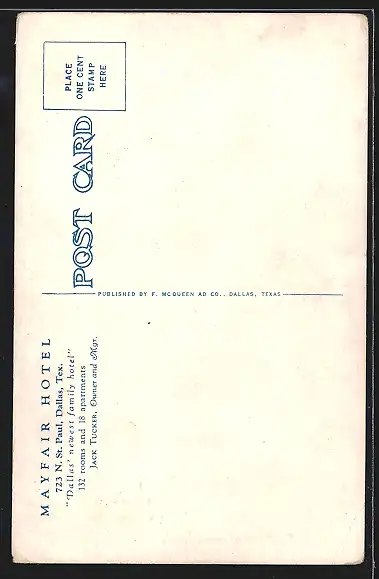 MAYFAIR HOTEL
723 N. St. Paul, Dallas, Tex.
"Dallas' newest family hotel"
132 rooms and 18 apartments
JACK TUCKER, Owner and Mgr.
POST CARD
PLACE
ONE CENT
STAMP
HERE
PUBLISHED BY F. MCQUEEN AD CO., DALLAS, TEXAS